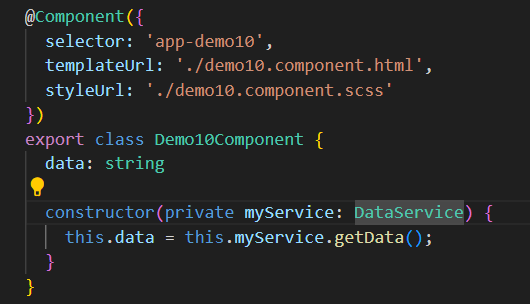 @Component({
  selector: 'app-demo10',
  templateUrl: './demo10.component.html',
  styleUrl: './demo10.component.scss'
})
export class Demo10Component {
  data: string
  constructor(private myService: DataService) {
    this.data = this.myService.getData();
  }
}